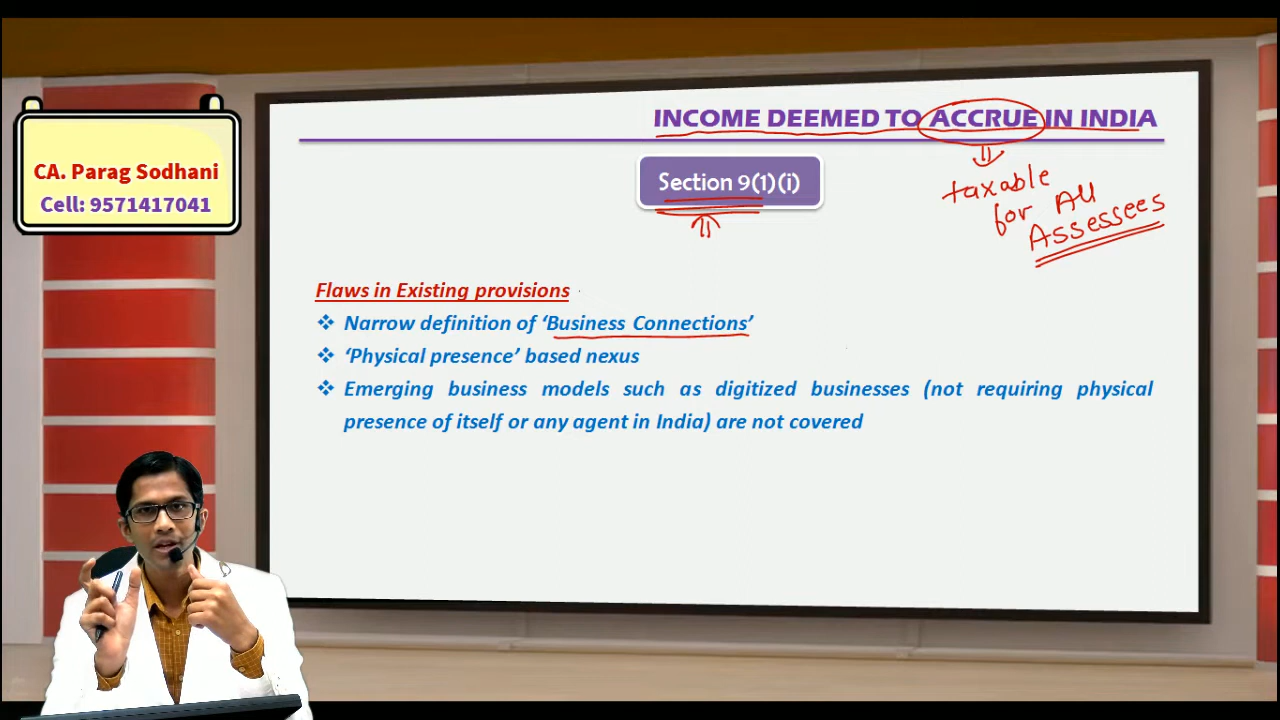 CA. Parag Sodhani
Cell: 9571417041
INCOME DEEMED TO ACCRUE IN INDIA
Section 9(1)(i)
taxable
for All
Assessees
Flaws in Existing provisions
❖ Narrow definition of ‘Business Connections’
❖ ‘Physical presence’ based nexus
❖ Emerging business models such as digitized businesses (not requiring physical
presence of itself or any agent in India) are not covered